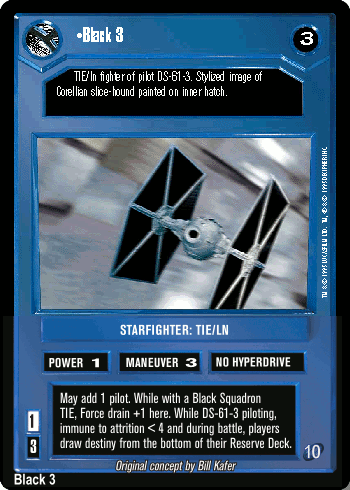 •Black 3
3
TIE/ln fighter of pilot DS-61-3. Stylized image of
Corellian slice-hound painted on inner hatch.
STARFIGHTER: TIE/LN
POWER 1
MANEUVER 3
NO HYPERDRIVE
May add 1 pilot. While with a Black Squadron
TIE, Force drain +1 here. While DS-61-3 piloting,
immune to attrition < 4 and during battle, players
draw destiny from the bottom of their Reserve Deck.
1
3
10
Original concept by Bill Kafer
Black 3